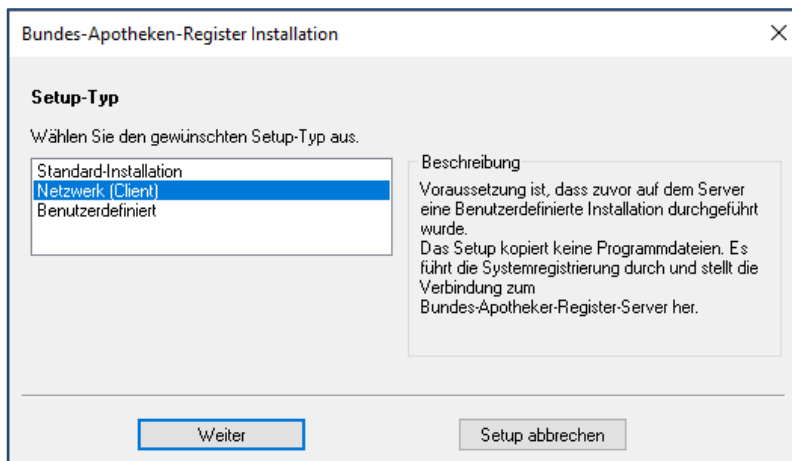 Bundes-Apotheken-Register Installation
Setup-Typ
Wählen Sie den gewünschten Setup-Typ aus.
Standard-Installation
Netzwerk (Client)
Benutzerdefiniert
Beschreibung
Voraussetzung ist, dass zuvor auf dem Server
eine Benutzerdefinierte Installation durchgeführt
wurde.
Das Setup kopiert keine Programmdateien. Es
führt die Systemregistrierung durch und stellt die
Verbindung zum
Bundes-Apotheker-Register-Server her.
Weiter
Setup abbrechen